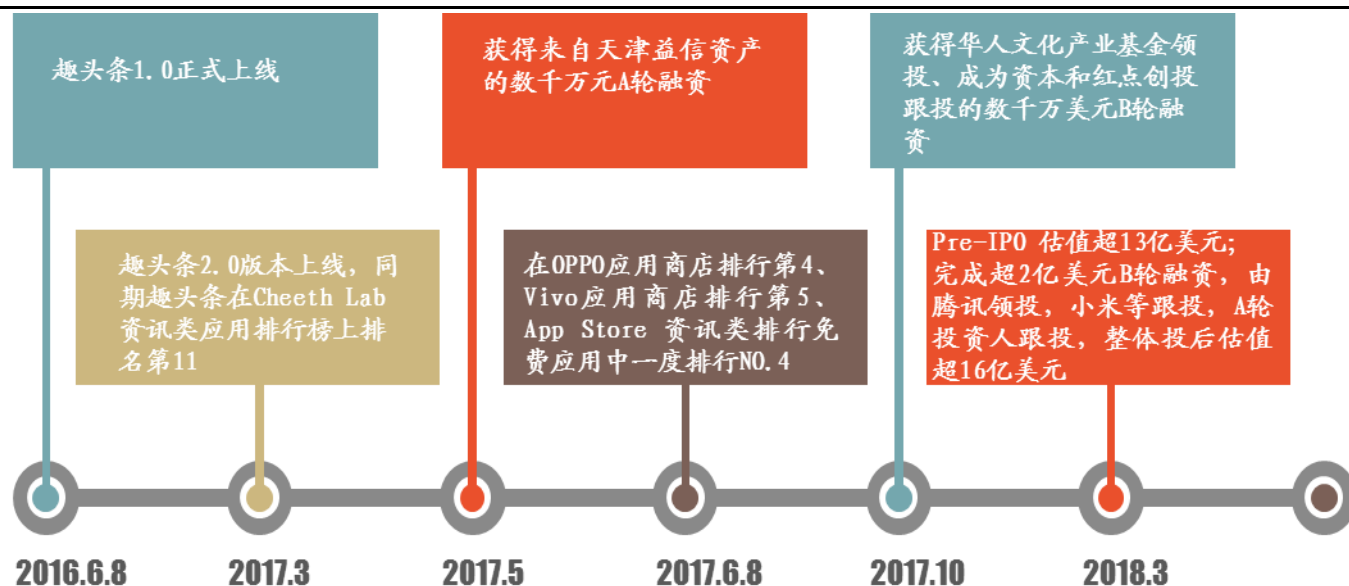 趣头条1.0正式上线
获得来自天津益信资产
的数千万元A轮融资
获得华人文化产业基金领
投、成为资本和红点创投
跟投的数千万美元B轮融
资
趣头条2.0版本上线，同
期趣头条在Cheeth Lab
资讯类应用排行榜上排
名第11
在OPPO应用商店排行第4、
Vivo应用商店排行第5、
App Store 资讯类排行免
费应用中一度排行NO.4
Pre-IPO 估值超13亿美元;
完成超2亿美元B轮融资，由
腾讯领投，小米等跟投，A轮
投资人跟投，整体投后估值
超16亿美元
2016.6.8
2017.3
2017.5
2017.6.8
2017.10
2018.3